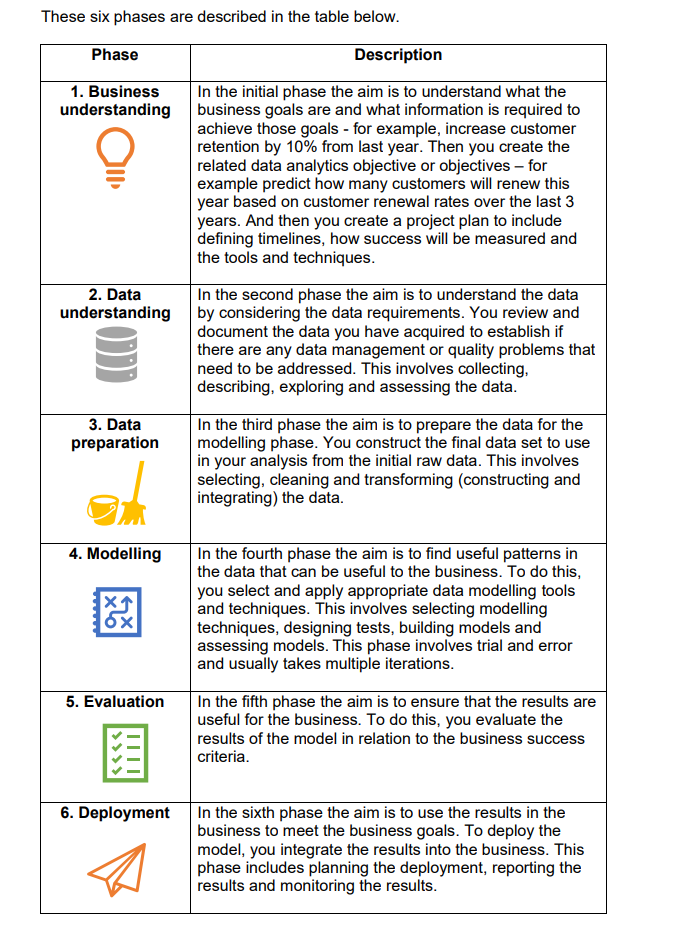 These six phases are described in the table below.
Phase
Description
1. Business
understanding
In the initial phase the aim is to understand what the
business goals are and what information is required to
achieve those goals - for example, increase customer
retention by 10% from last year. Then you create the
related data analytics objective or objectives – for
example predict how many customers will renew this
year based on customer renewal rates over the last 3
years. And then you create a project plan to include
defining timelines, how success will be measured and
the tools and techniques.
2. Data
understanding
In the second phase the aim is to understand the data
by considering the data requirements. You review and
document the data you have acquired to establish if
there are any data management or quality problems that
need to be addressed. This involves collecting,
describing, exploring and assessing the data.
3. Data
preparation
In the third phase the aim is to prepare the data for the
modelling phase. You construct the final data set to use
in your analysis from the initial raw data. This involves
selecting, cleaning and transforming (constructing and
integrating) the data.
4. Modelling
In the fourth phase the aim is to find useful patterns in
the data that can be useful to the business. To do this,
you select and apply appropriate data modelling tools
and techniques. This involves selecting modelling
techniques, designing tests, building models and
assessing models. This phase involves trial and error
and usually takes multiple iterations.
5. Evaluation
In the fifth phase the aim is to ensure that the results are
useful for the business. To do this, you evaluate the
results of the model in relation to the business success
criteria.
6. Deployment
In the sixth phase the aim is to use the results in the
business to meet the business goals. To deploy the
model, you integrate the results into the business. This
phase includes planning the deployment, reporting the
results and monitoring the results.